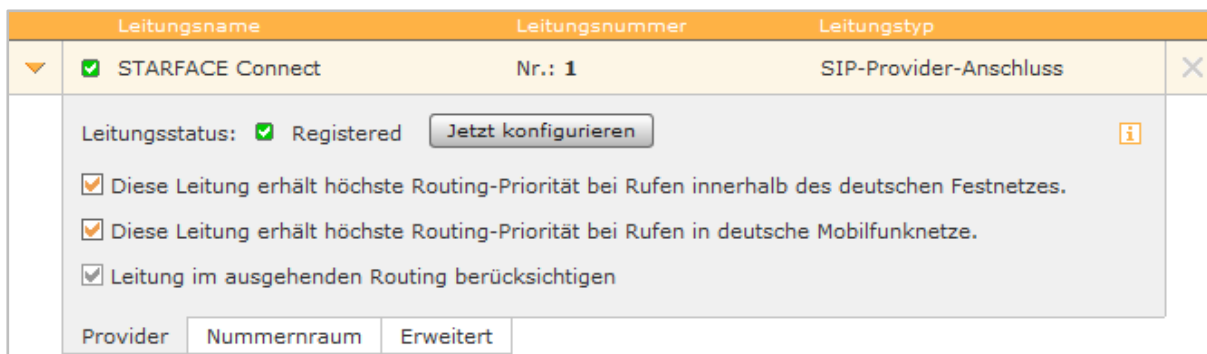 Leitungsname Leitungsnummer Leitungstyp
STARFACE Connect Nr.: 1 SIP-Provider-Anschluss
Leitungsstatus: Registered Jetzt konfigurieren
Diese Leitung erhält höchste Routing-Priorität bei Rufen innerhalb des deutschen Festnetzes.
Diese Leitung erhält höchste Routing-Priorität bei Rufen in deutsche Mobilfunknetze.
Leitung im ausgehenden Routing berücksichtigen
Provider Nummernraum Erweitert